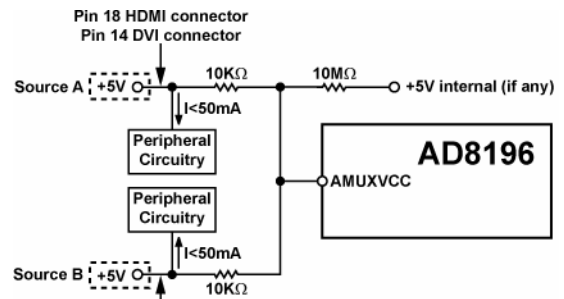 Pin 18 HDMI connector
Pin 14 DVI connector
10KΩ
10MΩ
Source A
+5V
+5V internal (if any)
I<50mA
Peripheral
Circuitry
AD8196
AMUXVCC
Peripheral
Circuitry
I<50mA
Source B
+5V
10KΩ